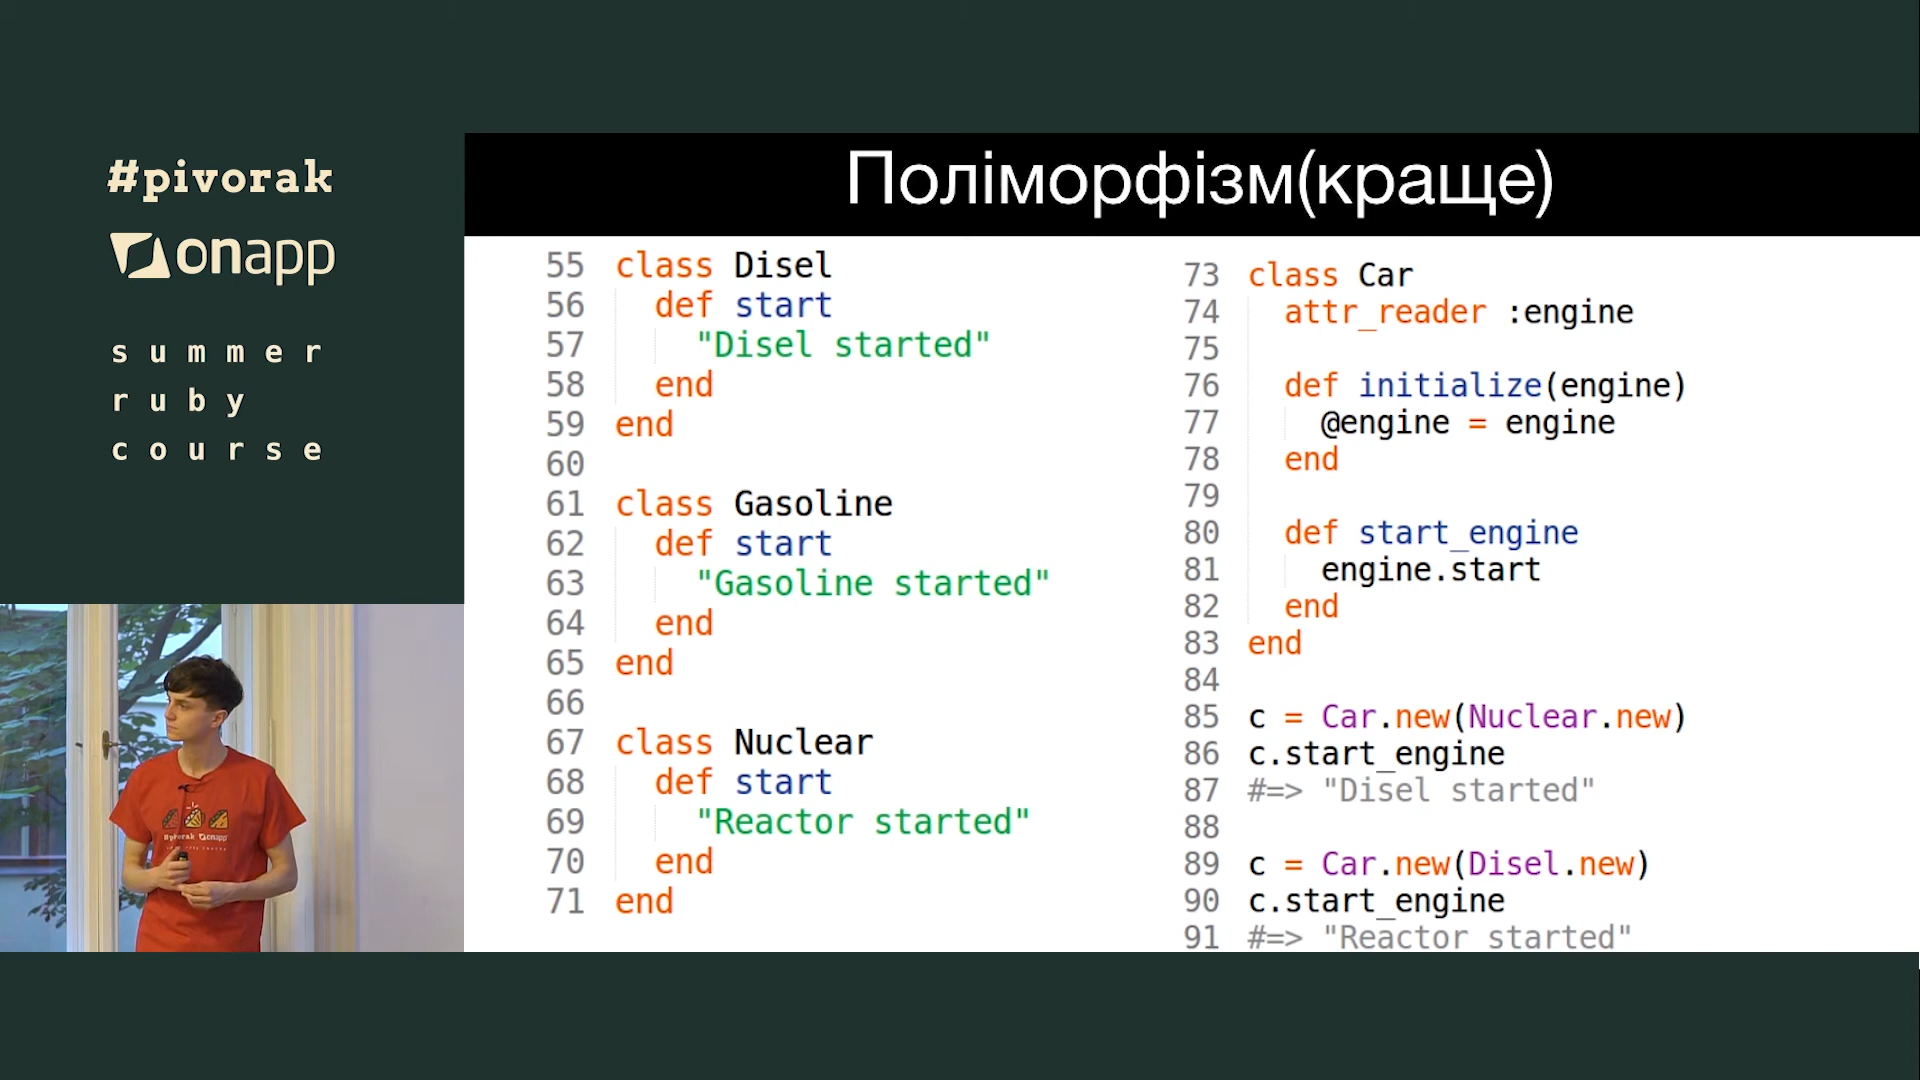 #pivorak
onapp
summer
ruby
course
Поліморфізм(краще)
55 class Disel
56 def start
57 "Disel started"
58 end
59 end
60
61 class Gasoline
62 def start
63 "Gasoline started"
64 end
65 end
66
67 class Nuclear
68 def start
69 "Reactor started"
70 end
71 end
73 class Car
74 attr_reader :engine
75
76 def initialize(engine)
77 @engine = engine
78 end
79
80 def start_engine
81 engine.start
82 end
83 end
84
85 c = Car.new(Nuclear.new)
86 c.start_engine
87 #=> "Disel started"
88
89 c = Car.new(Disel.new)
90 c.start_engine
91 #=> "Reactor started"
#pivorak onapp